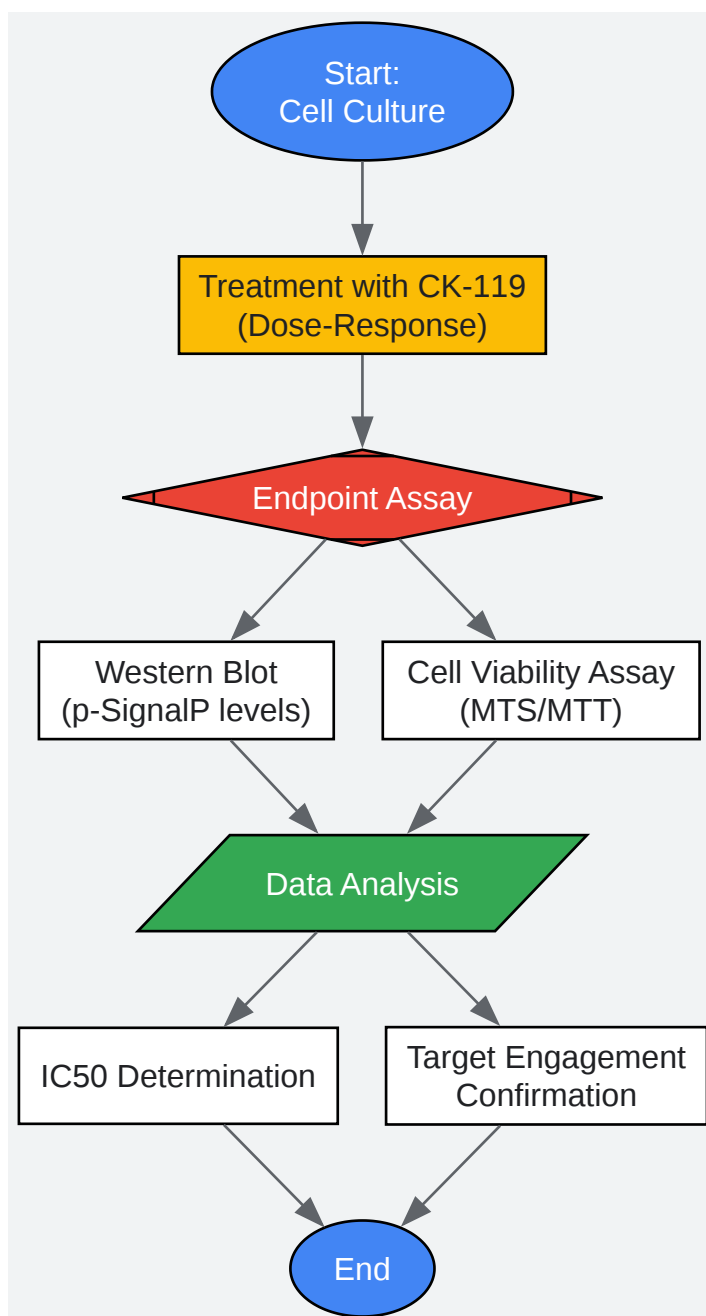 Start:
Cell Culture
Treatment with CK-119
(Dose-Response)
Endpoint Assay
Western Blot
(p-SignalP levels)
Cell Viability Assay
(MTS/MTT)
Data Analysis
IC50 Determination
Target Engagement
Confirmation
End